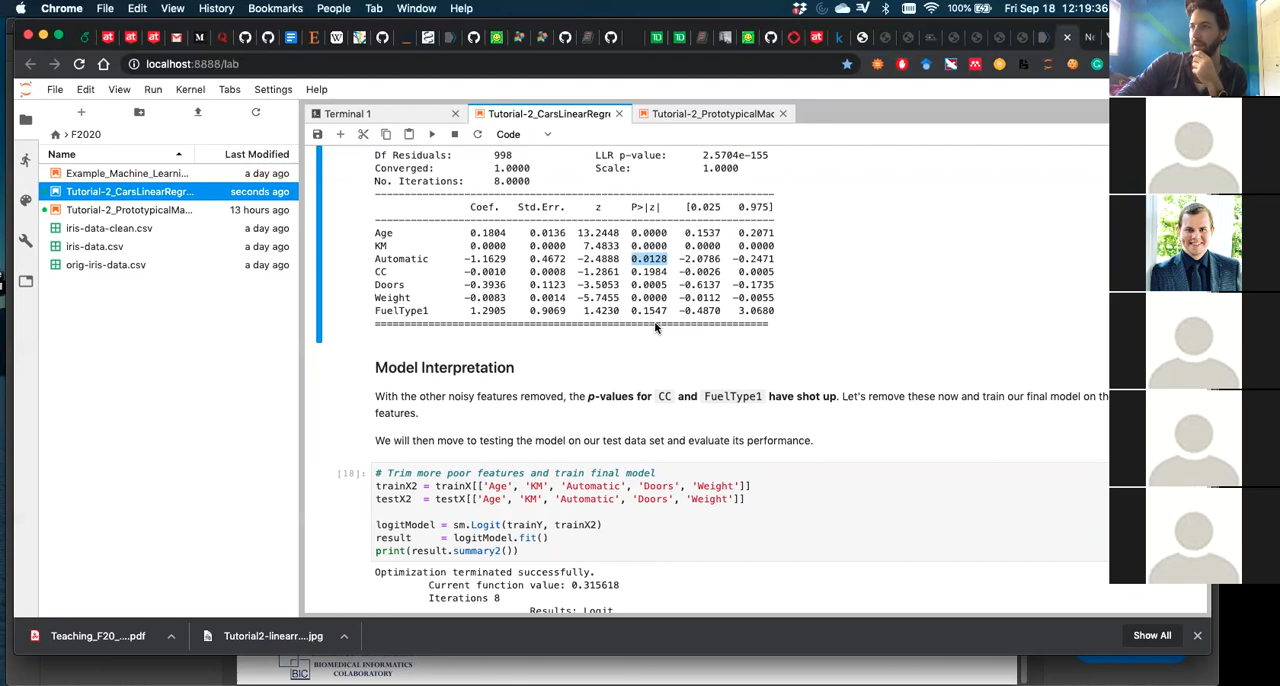 Chrome File Edit View History Bookmarks People Tab Window Help 100% Fri Sep 18 12:19:36
localhost:8888/lab
File Edit View Run Kernel Tabs Settings Help
Terminal 1
Tutorial-2_CarsLinearRegre
Tutorial-2_PrototypicalMac
Code
F2020
Name Last Modified
Example_Machine_Learni... a day ago
Tutorial-2_CarsLinearRegr... seconds ago
Tutorial-2_PrototypicalMa... 13 hours ago
iris-data-clean.csv a day ago
iris-data.csv a day ago
orig-iris-data.csv a day ago
Df Residuals: 998 LLR p-value: 2.5704e-155
Converged: 1.0000 Scale: 1.0000
No. Iterations: 8.0000
Coef. Std.Err. z P>|z| [0.025 0.975]
Age 0.1804 0.0136 13.2448 0.0000 0.1537 0.2071
KM 0.0000 0.0000 7.4833 0.0000 0.0000 0.0000
Automatic -1.1629 0.4672 -2.4888 0.0128 -2.0786 -0.2471
CC -0.0010 0.0008 -1.2861 0.1984 -0.0026 0.0005
Doors -0.3936 0.1123 -3.5053 0.0005 -0.6137 -0.1735
Weight -0.0083 0.0014 -5.7455 0.0000 -0.0112 -0.0055
FuelType1 1.2905 0.9069 1.4230 0.1547 -0.4870 3.0680
Model Interpretation
With the other noisy features removed, the p-values for CC and FuelType1 have shot up. Let's remove these now and train our final model on the
features.
We will then move to testing the model on our test data set and evaluate its performance.
[18]:
# Trim more poor features and train final model
trainX2 = trainX[['Age', 'KM', 'Automatic', 'Doors', 'Weight']]
testX2 = testX[['Age', 'KM', 'Automatic', 'Doors', 'Weight']]
logitModel = sm.Logit(trainY, trainX2)
result = logitModel.fit()
print(result.summary2())
Optimization terminated successfully.
Current function value: 0.315618
Iterations 8
Results: Logit
Teaching_F20_....pdf
Tutorial2-linearr....jpg
Show All
BIC
BIOMEDICAL INFORMATICS
COLABORATORY